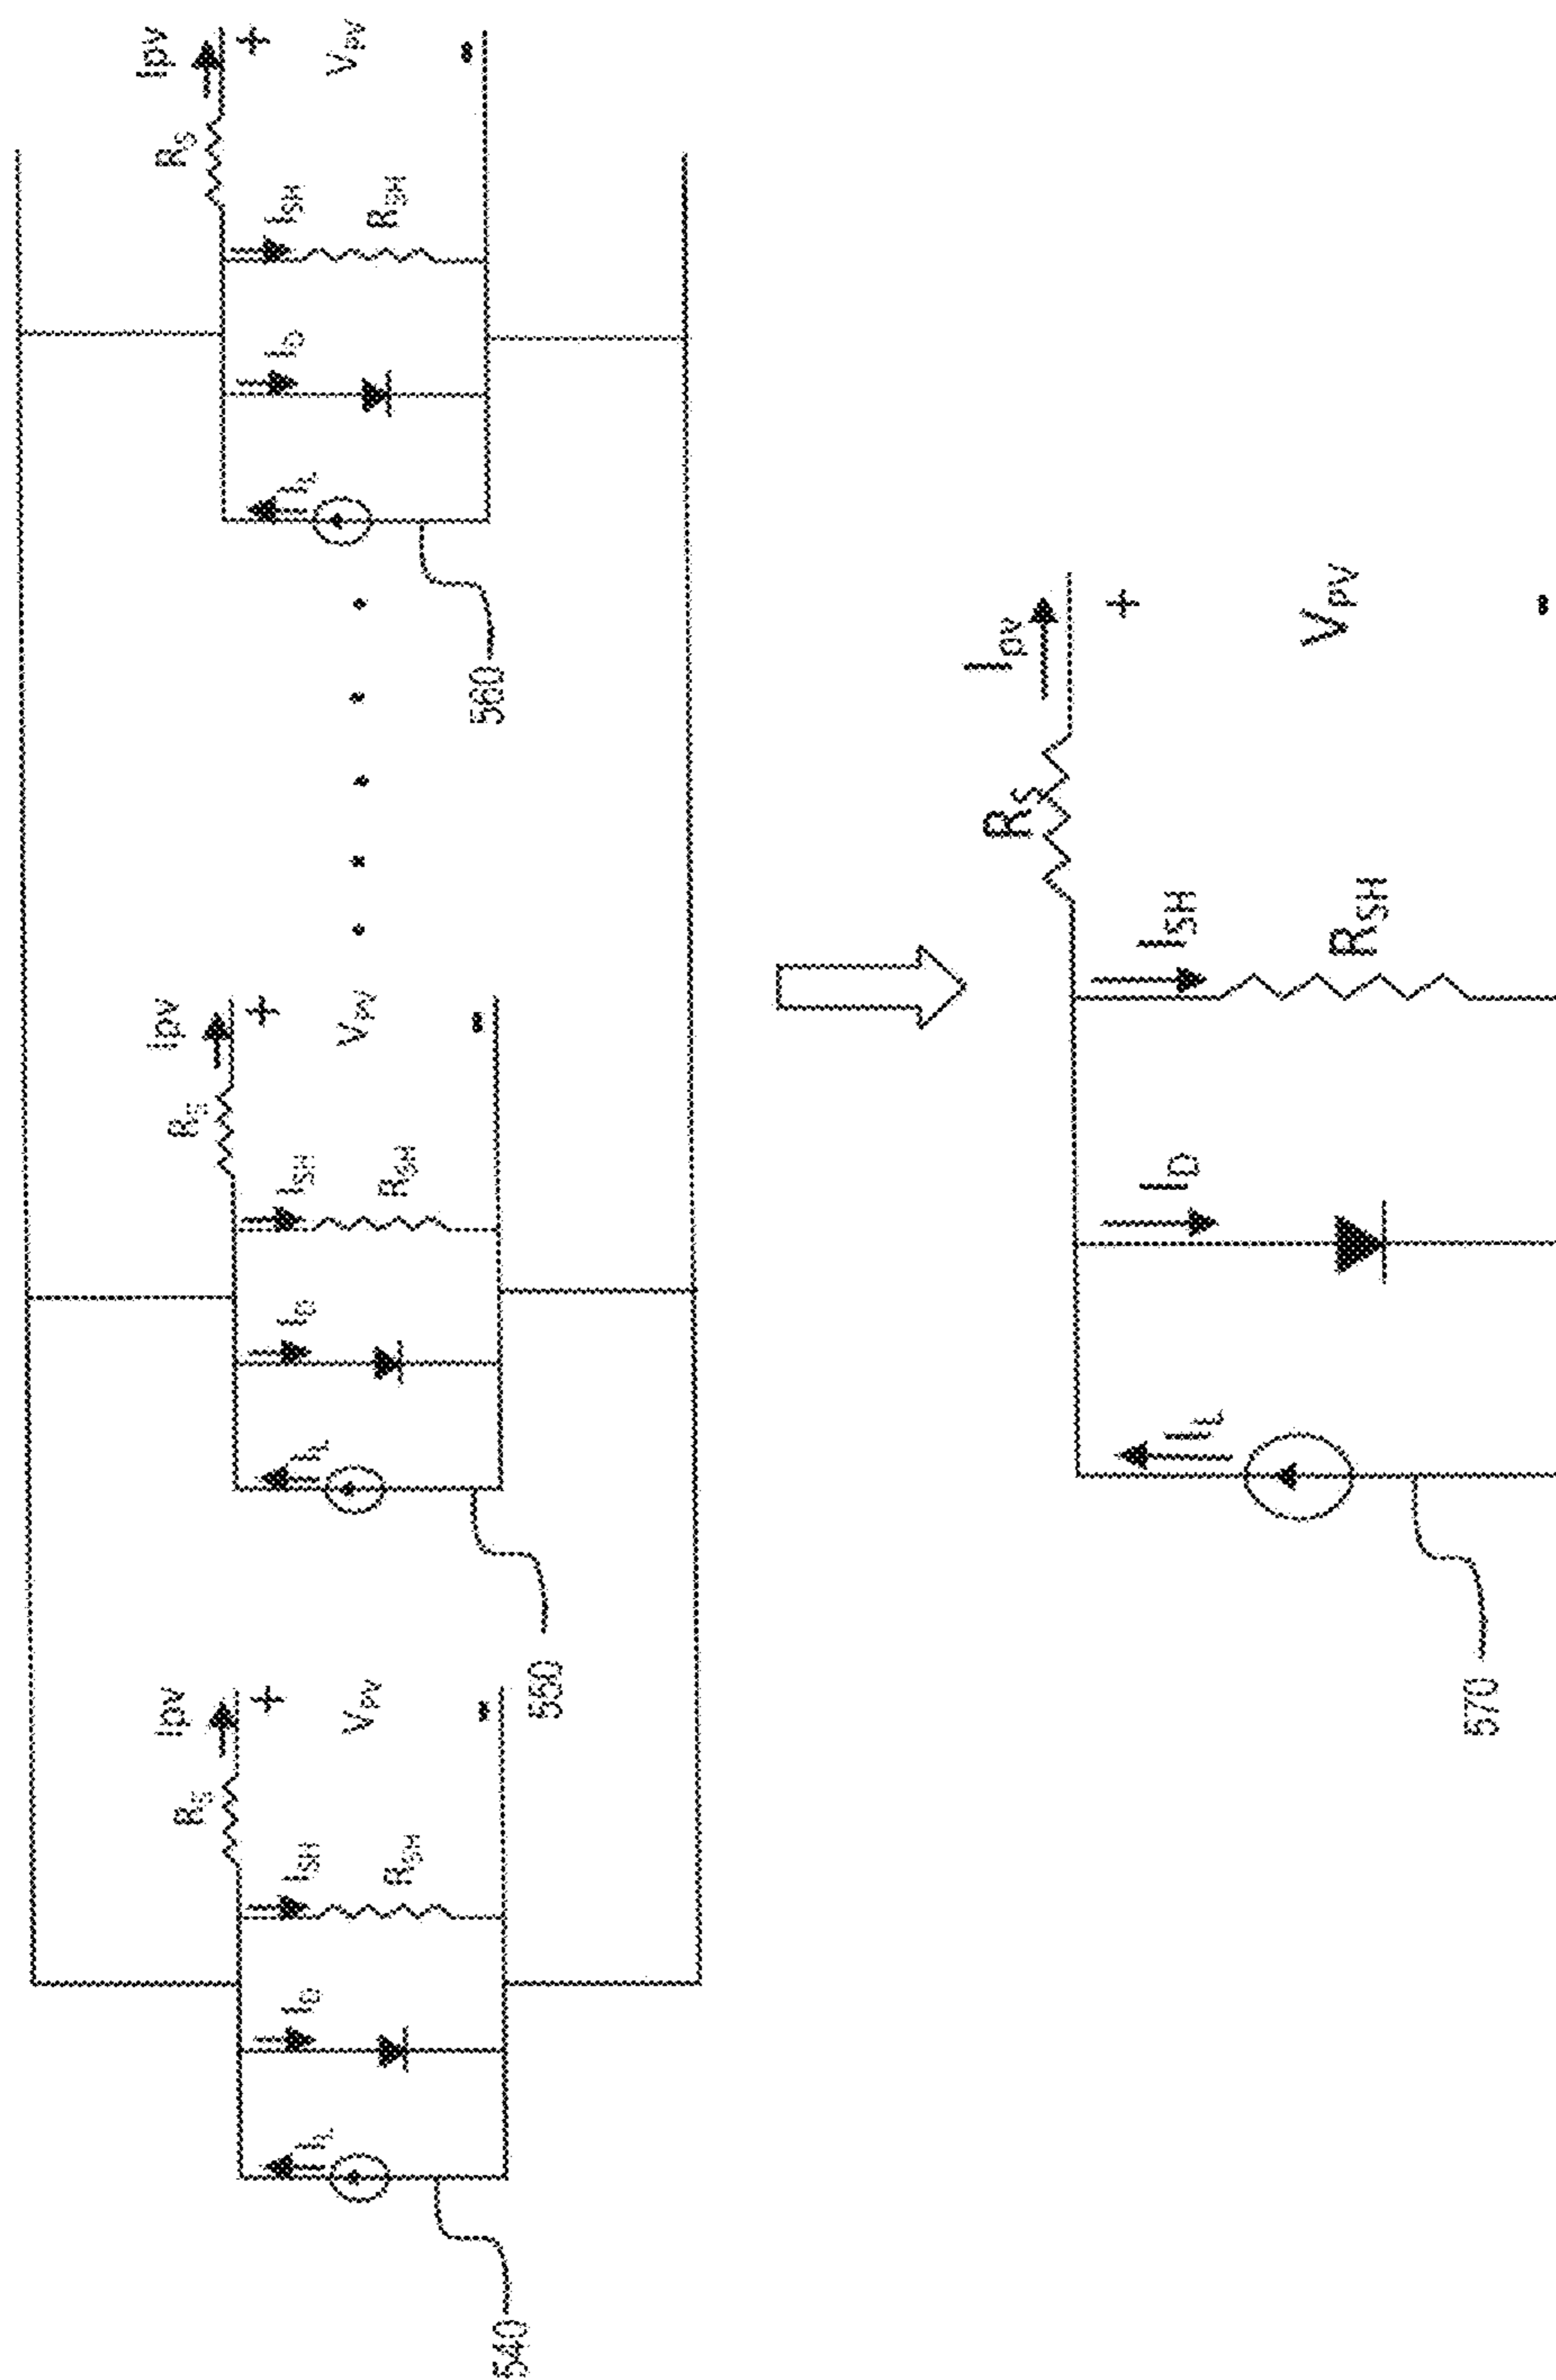 Ipv
+
RS
ISH
VPV
ID
RSH
IL
-
540
Ipv
+
RS
ISH
VPV
ID
RSH
IL
-
550
Ipv
+
RS
ISH
VPV
ID
RSH
IL
-
560
Ipv
RS
+
ISH
ID
VPV
RSH
IL
-
570